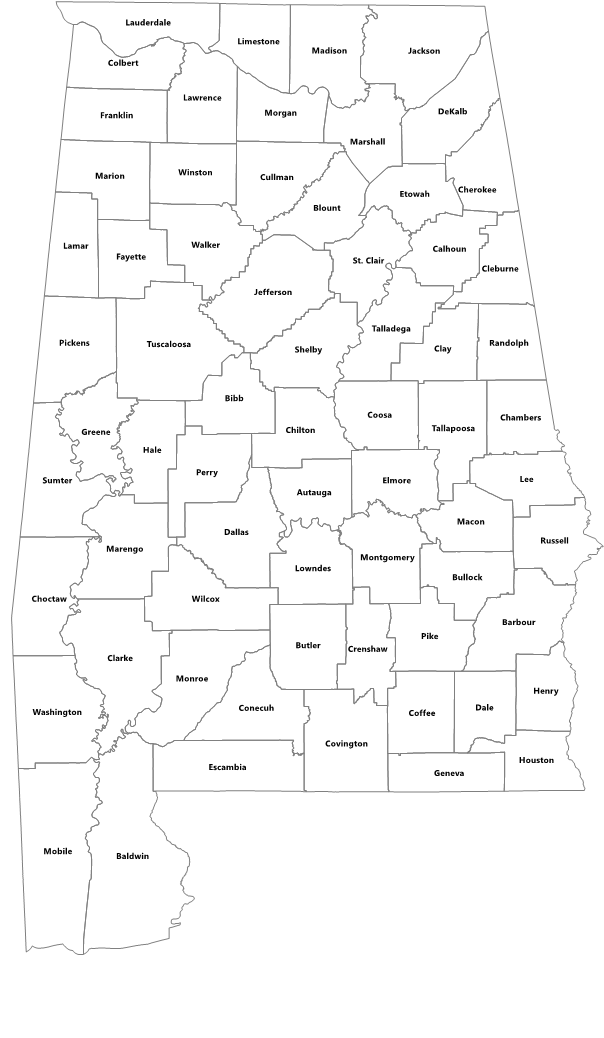 Lauderdale
Limestone
Madison
Jackson
Colbert
Lawrence
Franklin
Morgan
DeKalb
Marshall
Marion
Winston
Cullman
Cherokee
Etowah
Blount
Lamar
Fayette
Walker
Calhoun
St. Clair
Cleburne
Jefferson
Talladega
Pickens
Tuscaloosa
Shelby
Clay
Randolph
Bibb
Coosa
Tallapoosa
Chambers
Greene
Chilton
Hale
Sumter
Perry
Autauga
Elmore
Lee
Macon
Dallas
Russell
Marengo
Montgomery
Lowndes
Bullock
Choctaw
Wilcox
Barbour
Pike
Butler
Crenshaw
Clarke
Monroe
Henry
Washington
Conecuh
Coffee
Dale
Covington
Houston
Escambia
Geneva
Mobile
Baldwin